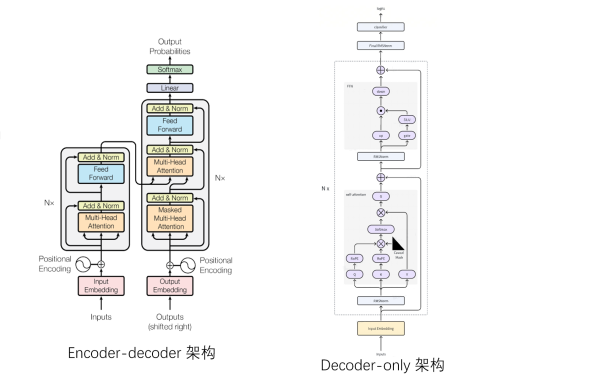 Output
Probabilities
Softmax
Linear
Add & Norm
Feed
Forward
Add & Norm
Multi-Head
Attention
Add & Norm
Masked
Multi-Head
Attention
N×
Positional
Encoding
Output
Embedding
Outputs
(shifted right)
Add & Norm
Feed
Forward
Add & Norm
Multi-Head
Attention
N×
Positional
Encoding
Input
Embedding
Inputs
Encoder-decoder 架构
logits
classifier
Final RMSNorm
down
SiLU
up
gate
FFN
RMSNorm
N x
self attention
O
Softmax
Causal
Mask
RoPE
RoPE
Q
K
V
RMSNorm
Input Embedding
inputs
Decoder-only 架构